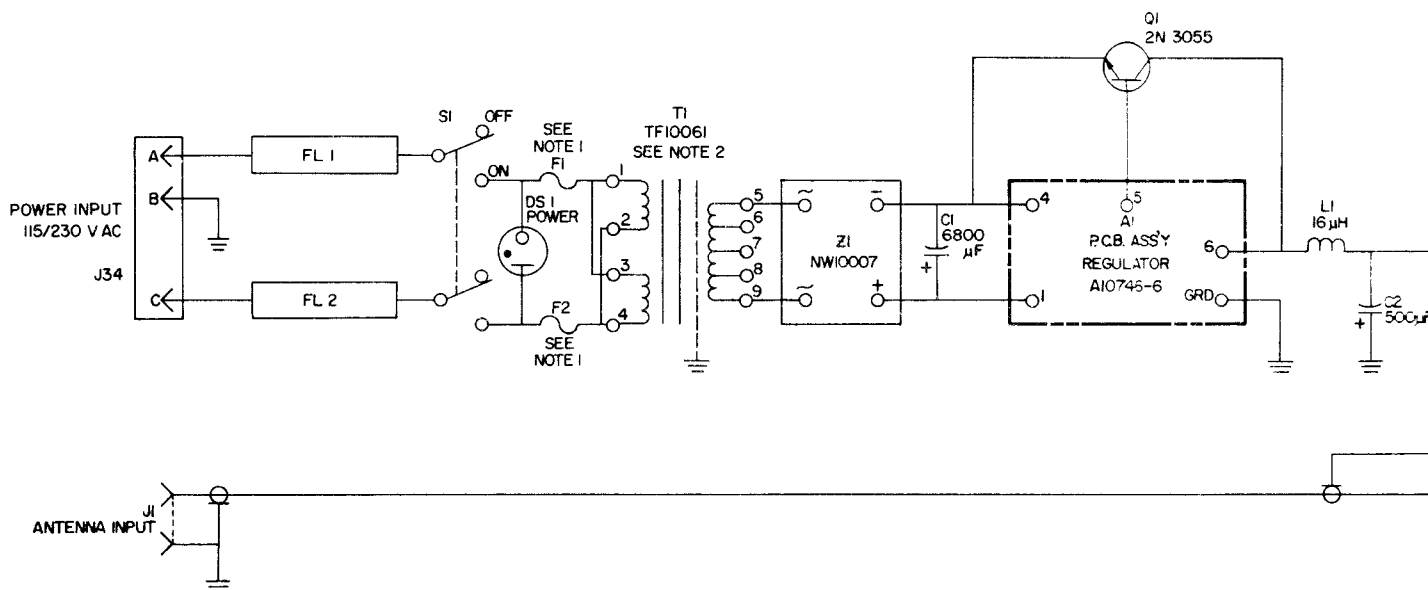 Q1
2N 3055
S1
OFF
SEE
NOTE 1
F1
T1
TF10061
SEE NOTE 2
A
FL 1
ON
1
B
DS 1
POWER
2
POWER INPUT
115/230 V AC
J34
3
C
FL 2
F2
4
SEE
NOTE 1
5
6
7
8
9
~
–
Z1
NW10007
~
+
C1
6800
µF
+
4
5
A1
P.C.B. ASS'Y
REGULATOR
A10746-6
6
GRD
1
L1
16µH
C2
500µF
+
J1
ANTENNA INPUT